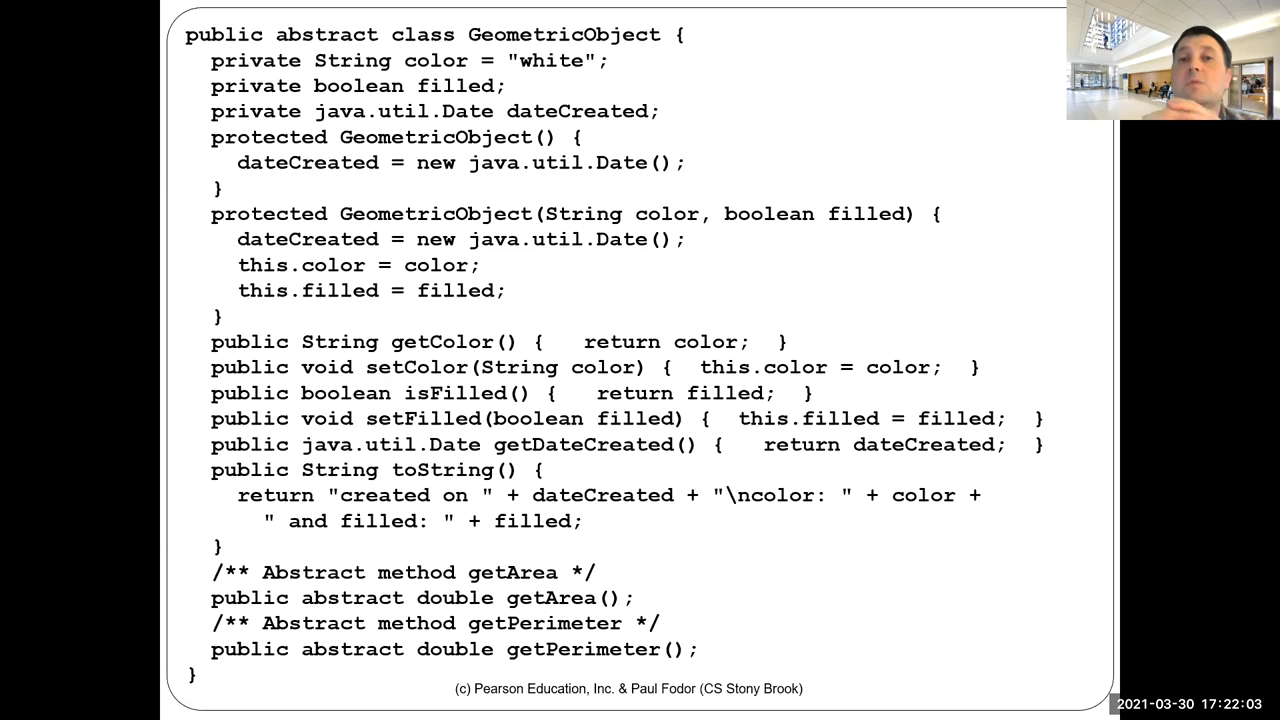 public abstract class GeometricObject {
  private String color = "white";
  private boolean filled;
  private java.util.Date dateCreated;
  protected GeometricObject() {
    dateCreated = new java.util.Date();
  }
  protected GeometricObject(String color, boolean filled) {
    dateCreated = new java.util.Date();
    this.color = color;
    this.filled = filled;
  }
  public String getColor() {   return color;  }
  public void setColor(String color) {  this.color = color;  }
  public boolean isFilled() {   return filled;  }
  public void setFilled(boolean filled) {  this.filled = filled;  }
  public java.util.Date getDateCreated() {   return dateCreated;  }
  public String toString() {
    return "created on " + dateCreated + "\ncolor: " + color +
      " and filled: " + filled;
  }
  /** Abstract method getArea */
  public abstract double getArea();
  /** Abstract method getPerimeter */
  public abstract double getPerimeter();
}
(c) Pearson Education, Inc. & Paul Fodor (CS Stony Brook)
2021-03-30 17:22:03